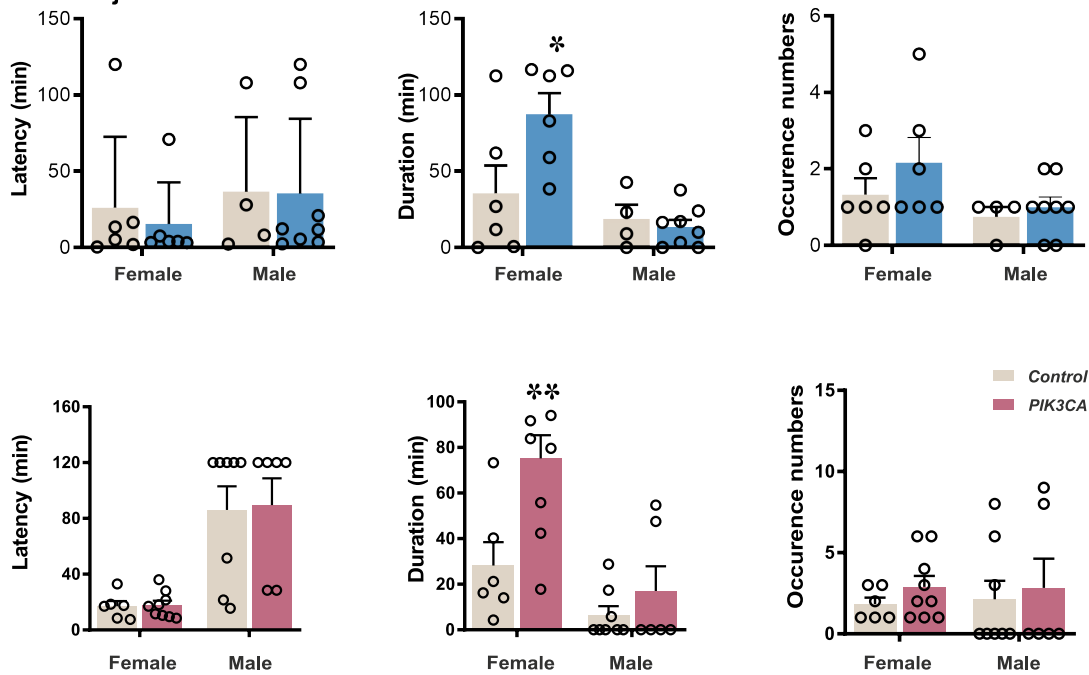 Latency (min)
150
100
50
0
Female
Male
Duration (min)
150
100
50
0
*
Female
Male
Occurence numbers
6
4
2
0
Female
Male
Latency (min)
160
120
80
40
0
Female
Male
Duration (min)
100
80
60
40
20
0
**
Female
Male
Occurence numbers
15
10
5
0
Female
Male
Control
PIK3CA